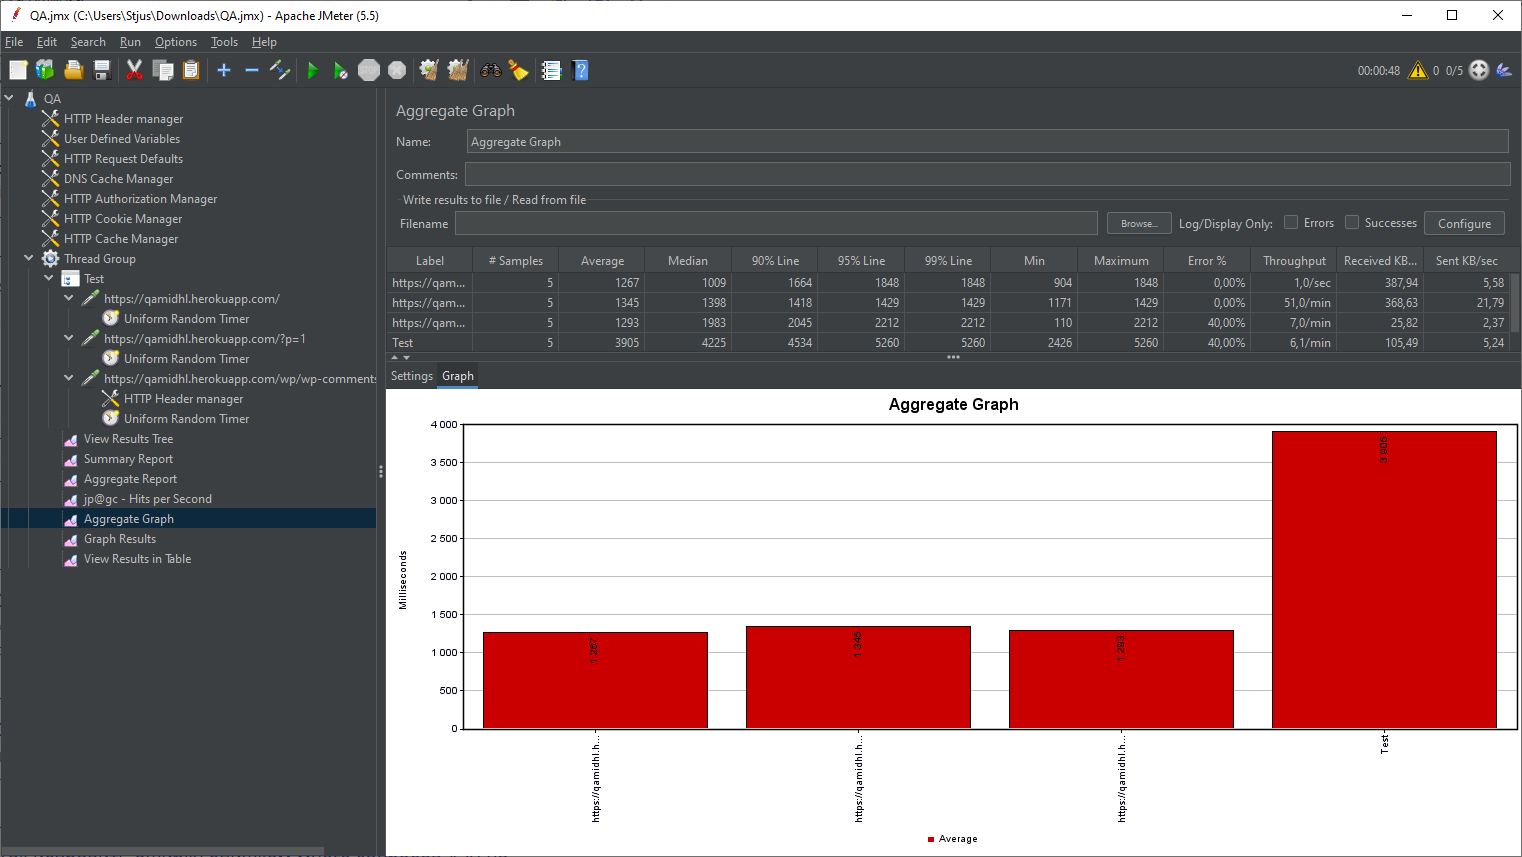 QA.jmx (C:\Users\Stjus\Downloads\QA.jmx) - Apache JMeter (5.5)
File Edit Search Run Options Tools Help
STOP
00:00:48 0 0/5
QA
HTTP Header manager
User Defined Variables
HTTP Request Defaults
DNS Cache Manager
HTTP Authorization Manager
HTTP Cookie Manager
HTTP Cache Manager
Thread Group
Test
https://qamidhl.herokuapp.com/
Uniform Random Timer
https://qamidhl.herokuapp.com/?p=1
Uniform Random Timer
https://qamidhl.herokuapp.com/wp/wp-comments
HTTP Header manager
Uniform Random Timer
View Results Tree
Summary Report
Aggregate Report
jp@gc - Hits per Second
Aggregate Graph
Graph Results
View Results in Table
Aggregate Graph
Name: Aggregate Graph
Comments:
Write results to file / Read from file
Filename Browse... Log/Display Only: Errors Successes Configure
Label # Samples Average Median 90% Line 95% Line 99% Line Min Maximum Error % Throughput Received KB... Sent KB/sec
https://qam... 5 1267 1009 1664 1848 1848 904 1848 0,00% 1,0/sec 387,94 5,58
https://qam... 5 1345 1398 1418 1429 1429 1171 1429 0,00% 51,0/min 368,63 21,79
https://qam... 5 1293 1983 2045 2212 2212 110 2212 40,00% 7,0/min 25,82 2,37
Test 5 3905 4225 4534 5260 5260 2426 5260 40,00% 6,1/min 105,49 5,24
Settings Graph
Aggregate Graph
4 000
3 500
3 000
2 500
2 000
1 500
1 000
500
0
Milliseconds
1 267
1 345
1 293
3 905
https://qamidhl.h...
https://qamidhl.h...
https://qamidhl.h...
Test
Average